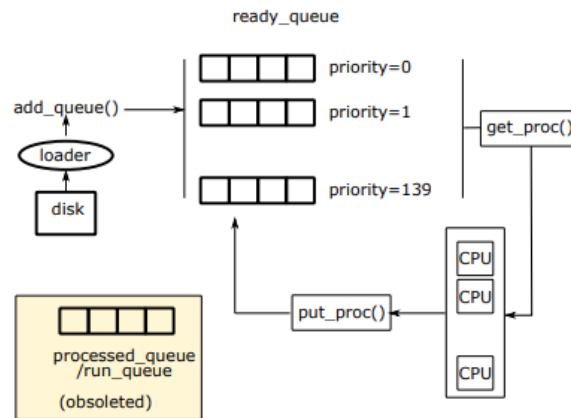 ready_queue
priority=0
add_queue()
priority=1
get_proc()
loader
disk
priority=139
CPU
CPU
put_proc()
CPU
processed_queue
/run_queue
(obsoleted)